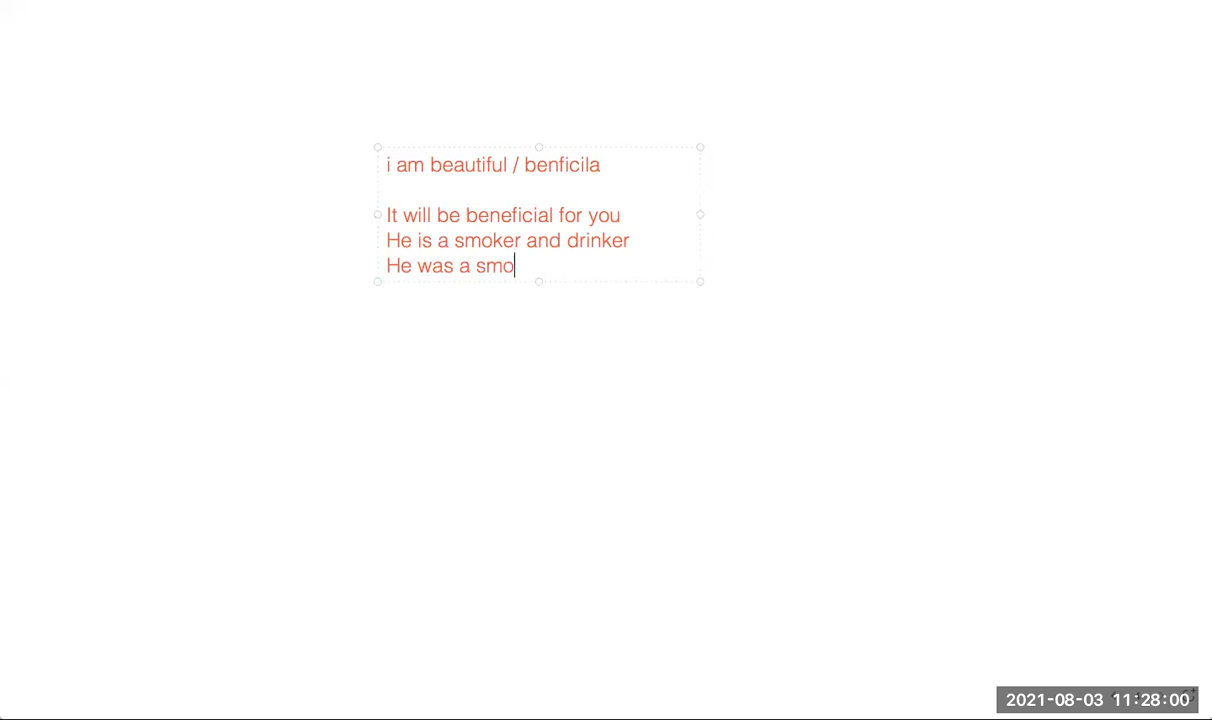 i am beautiful / benficila
It will be beneficial for you
He is a smoker and drinker
He was a smo
2021-08-03 11:28:00